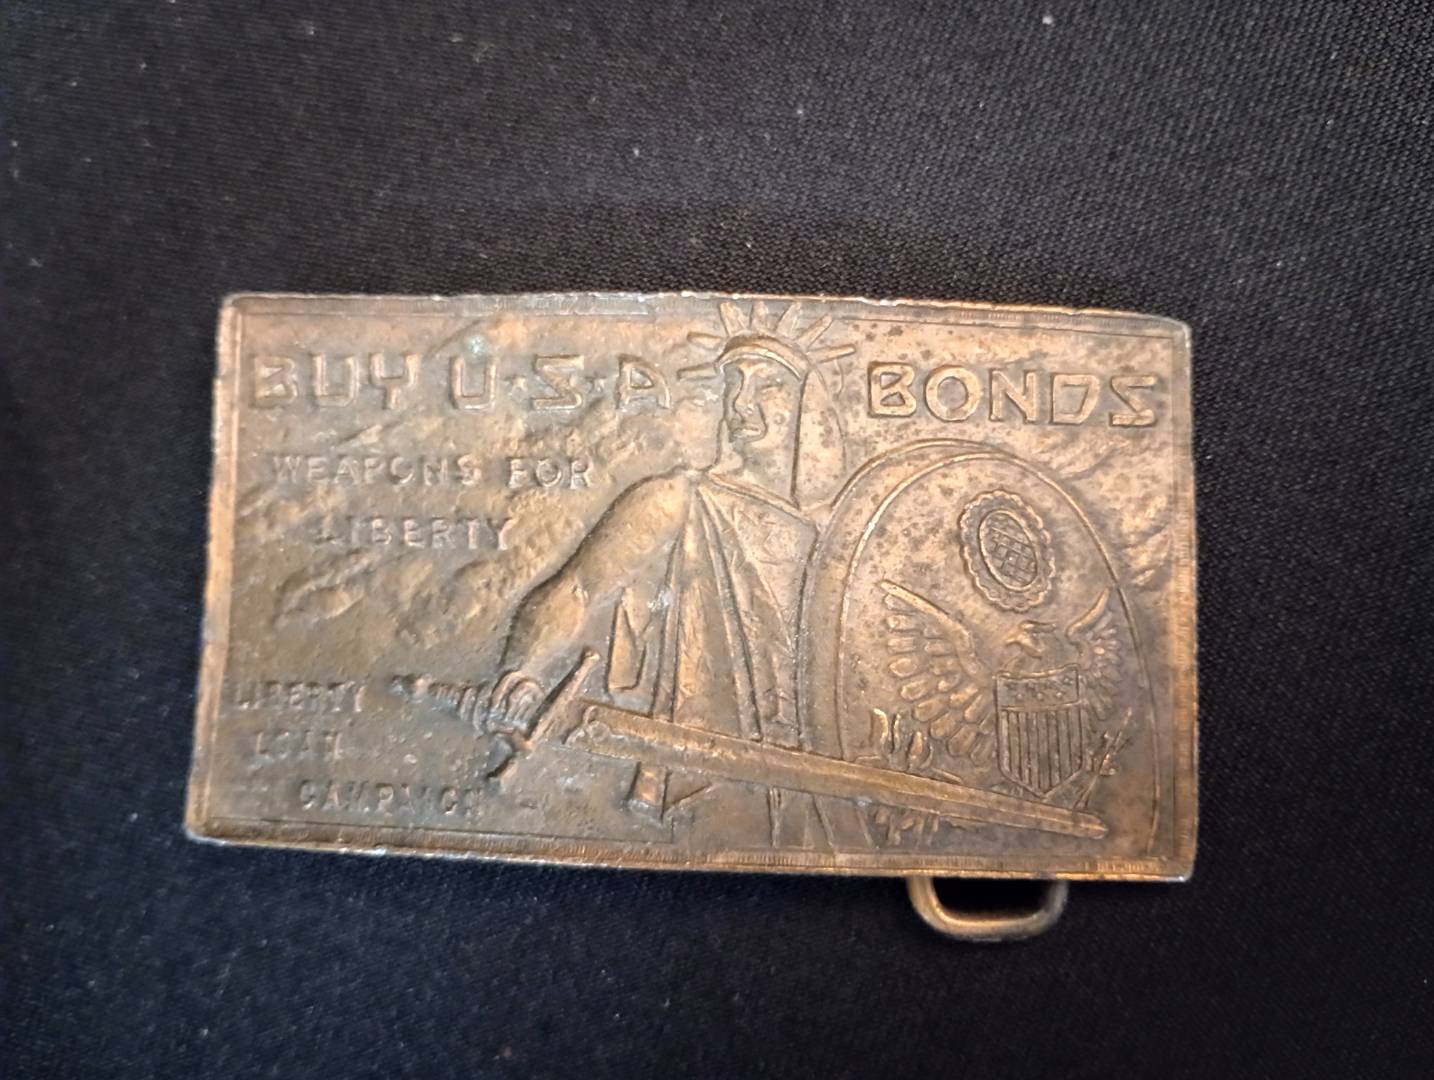 BUY U·S·A BONDS
WEAPONS FOR
LIBERTY
LIBERTY
LOAN
CAMPAIGN